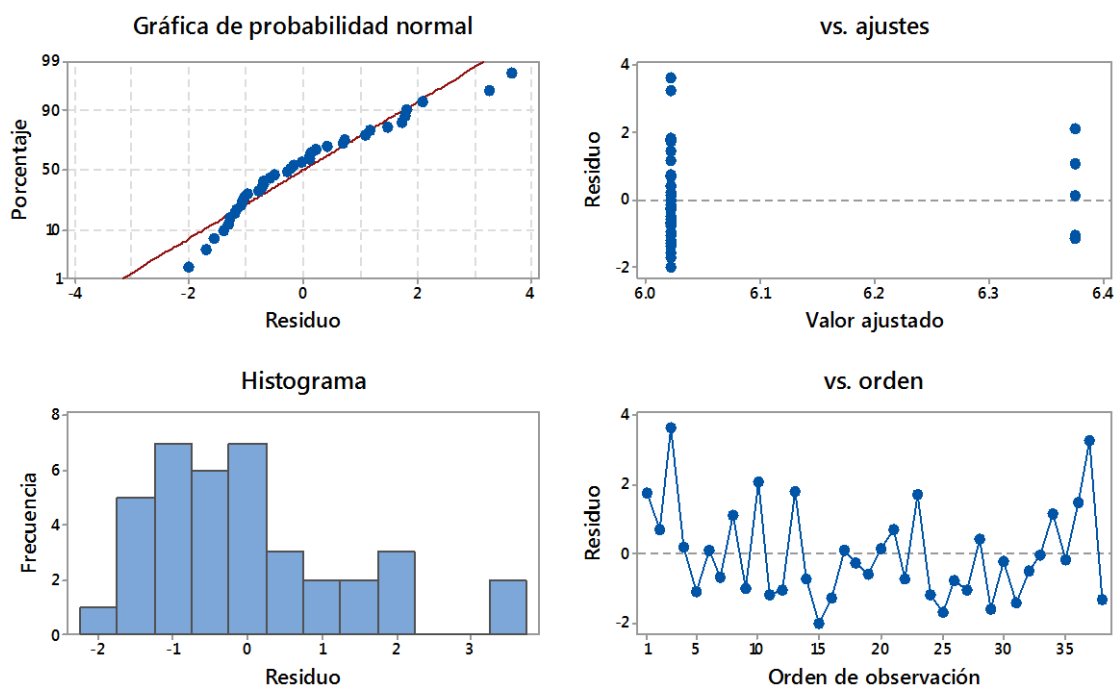 Gráfica de probabilidad normal
99
90
50
10
1
Porcentaje
-4 -2 0 2 4
Residuo
vs. ajustes
4
2
0
-2
Residuo
6.0 6.1 6.2 6.3 6.4
Valor ajustado
Histograma
8
6
4
2
0
Frecuencia
-2 -1 0 1 2 3
Residuo
vs. orden
4
2
0
-2
Residuo
1 5 10 15 20 25 30 35
Orden de observación